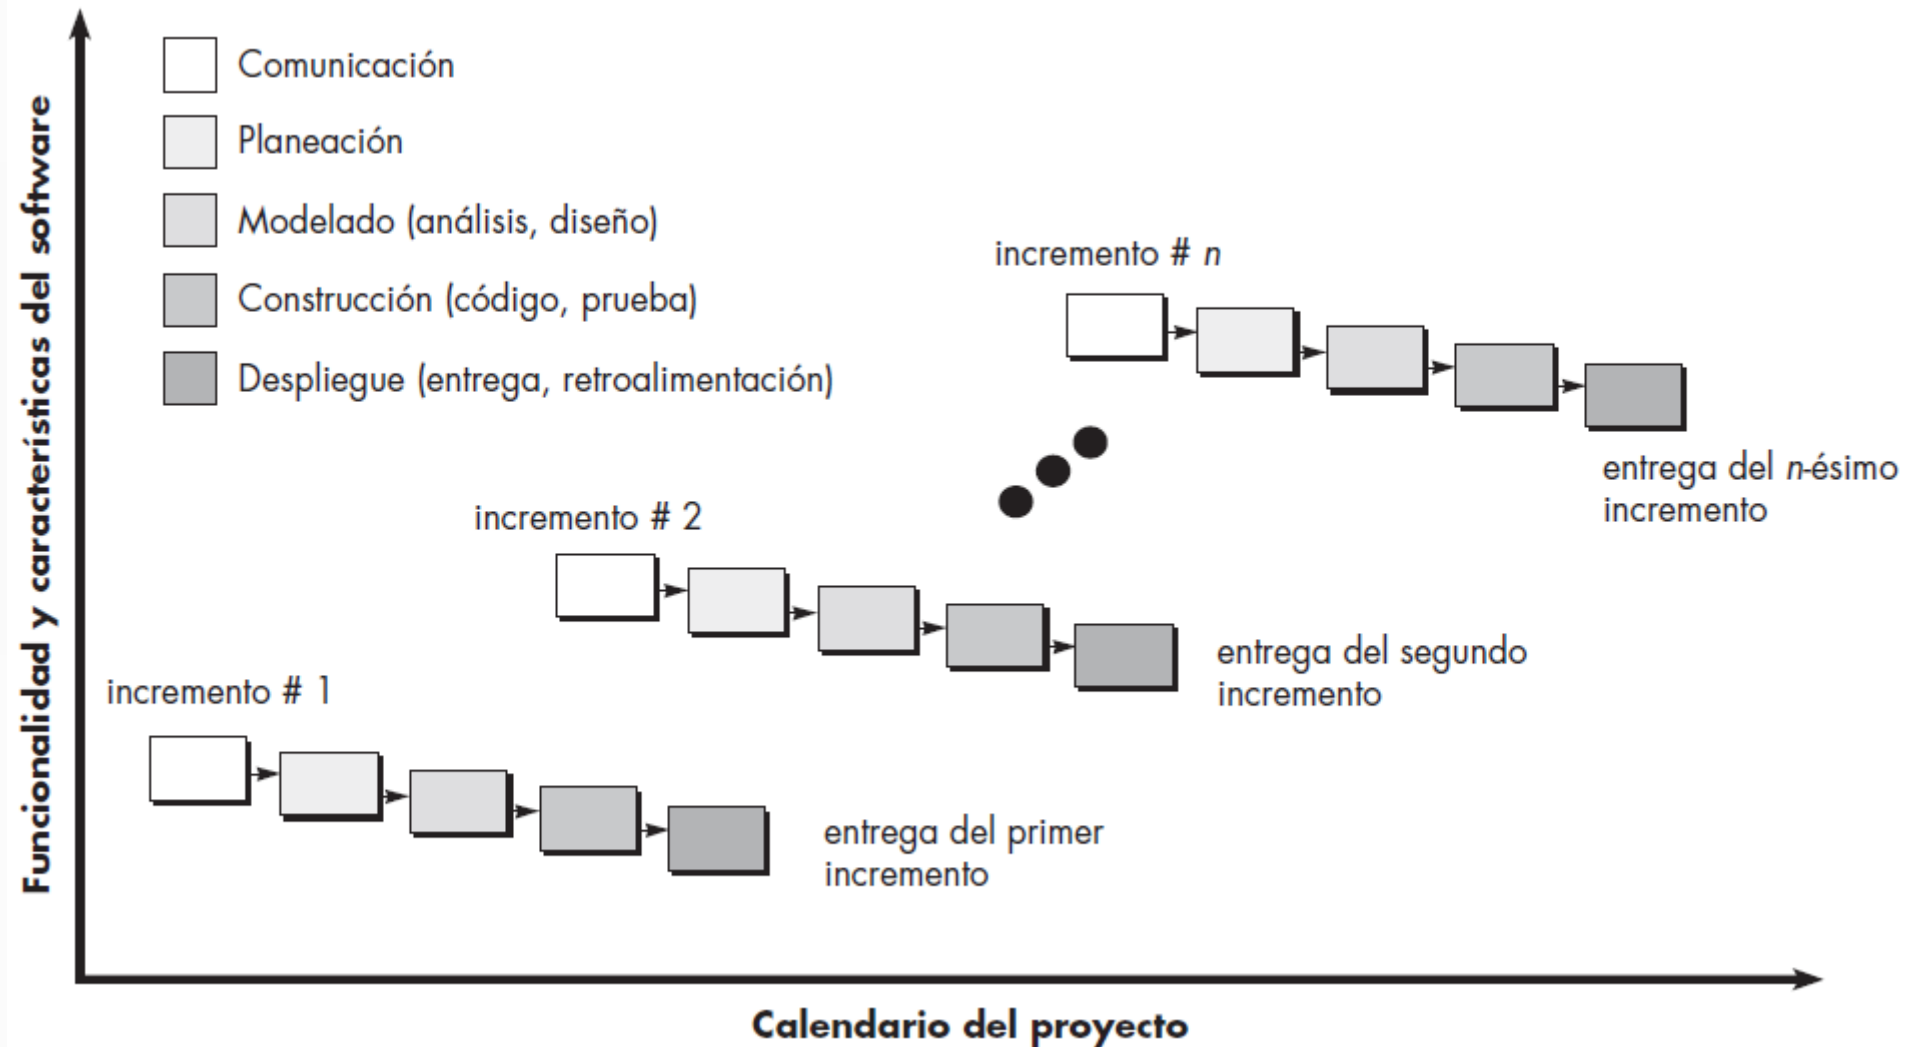 Funcionalidad y características del software
Comunicación
Planeación
Modelado (análisis, diseño)
Construcción (código, prueba)
Despliegue (entrega, retroalimentación)
incremento # n
entrega del n-ésimo
incremento
incremento # 2
entrega del segundo
incremento
incremento # 1
entrega del primer
incremento
Calendario del proyecto